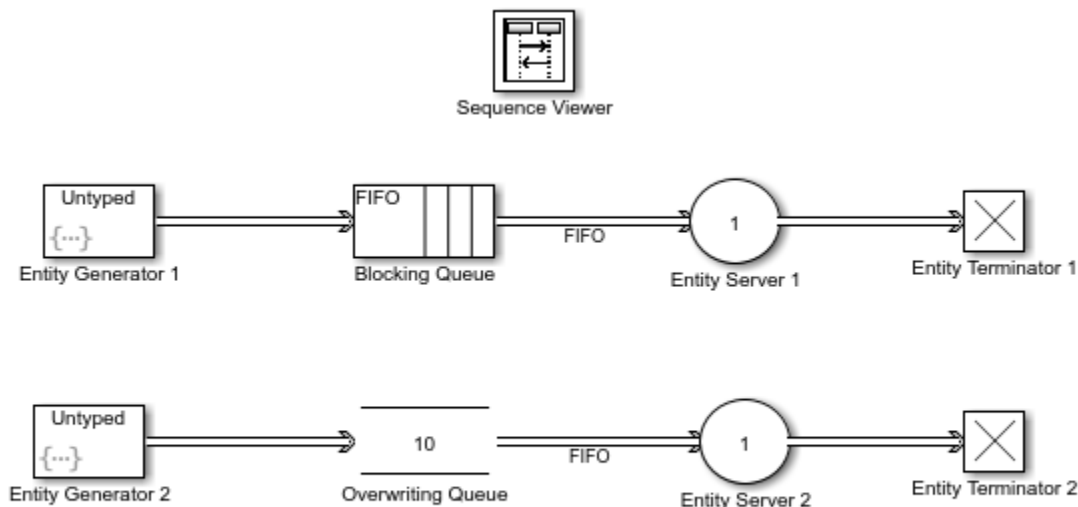 Sequence Viewer
Untyped
{...}
Entity Generator 1
FIFO
Blocking Queue
FIFO
1
Entity Server 1
Entity Terminator 1
Untyped
{...}
Entity Generator 2
10
Overwriting Queue
FIFO
1
Entity Server 2
Entity Terminator 2